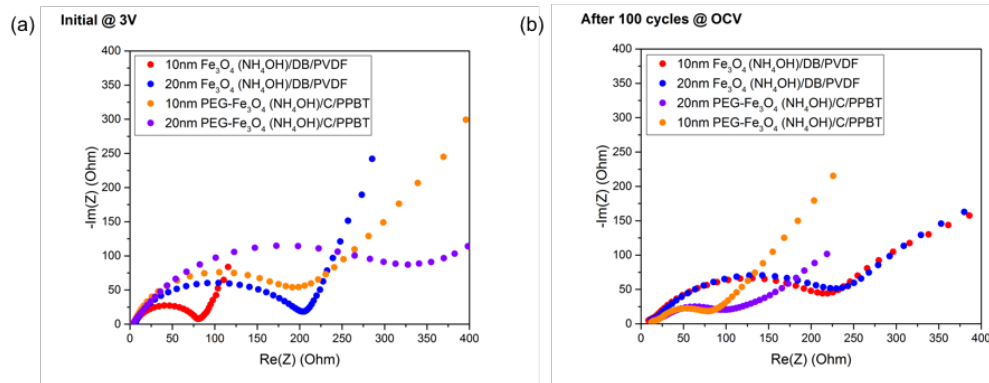 (a)
Initial @ 3V
400
350
300
250
200
150
100
50
0
-Im(Z) (Ohm)
10nm Fe₃O₄ (NH₄OH)/DB/PVDF
20nm Fe₃O₄ (NH₄OH)/DB/PVDF
10nm PEG-Fe₃O₄ (NH₄OH)/C/PPBT
20nm PEG-Fe₃O₄ (NH₄OH)/C/PPBT
0 50 100 150 200 250 300 350 400
Re(Z) (Ohm)
(b)
After 100 cycles @ OCV
400
350
300
250
200
150
100
50
0
-Im(Z) (Ohm)
10nm Fe₃O₄ (NH₄OH)/DB/PVDF
20nm Fe₃O₄ (NH₄OH)/DB/PVDF
20nm PEG-Fe₃O₄ (NH₄OH)/C/PPBT
10nm PEG-Fe₃O₄ (NH₄OH)/C/PPBT
0 50 100 150 200 250 300 350 400
Re(Z) (Ohm)